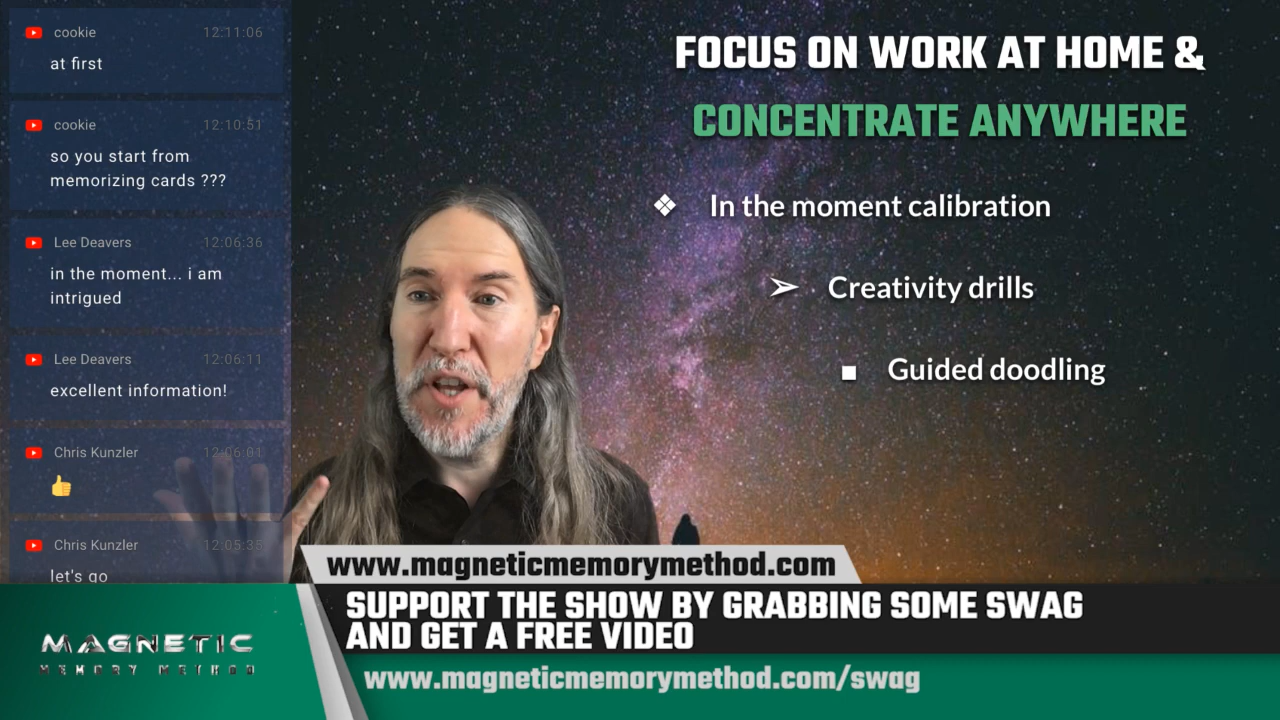 cookie 12:11:06
at first
cookie 12:10:51
so you start from
memorizing cards ???
Lee Deavers 12:06:36
in the moment... i am
intrigued
Lee Deavers 12:06:11
excellent information!
Chris Kunzler 12:06:01
👍
Chris Kunzler 12:05:35
let's go
FOCUS ON WORK AT HOME &
CONCENTRATE ANYWHERE
❖ In the moment calibration
➢ Creativity drills
▪ Guided doodling
www.magneticmemorymethod.com
SUPPORT THE SHOW BY GRABBING SOME SWAG
AND GET A FREE VIDEO
www.magneticmemorymethod.com/swag
MAGNETIC
MEMORY METHOD